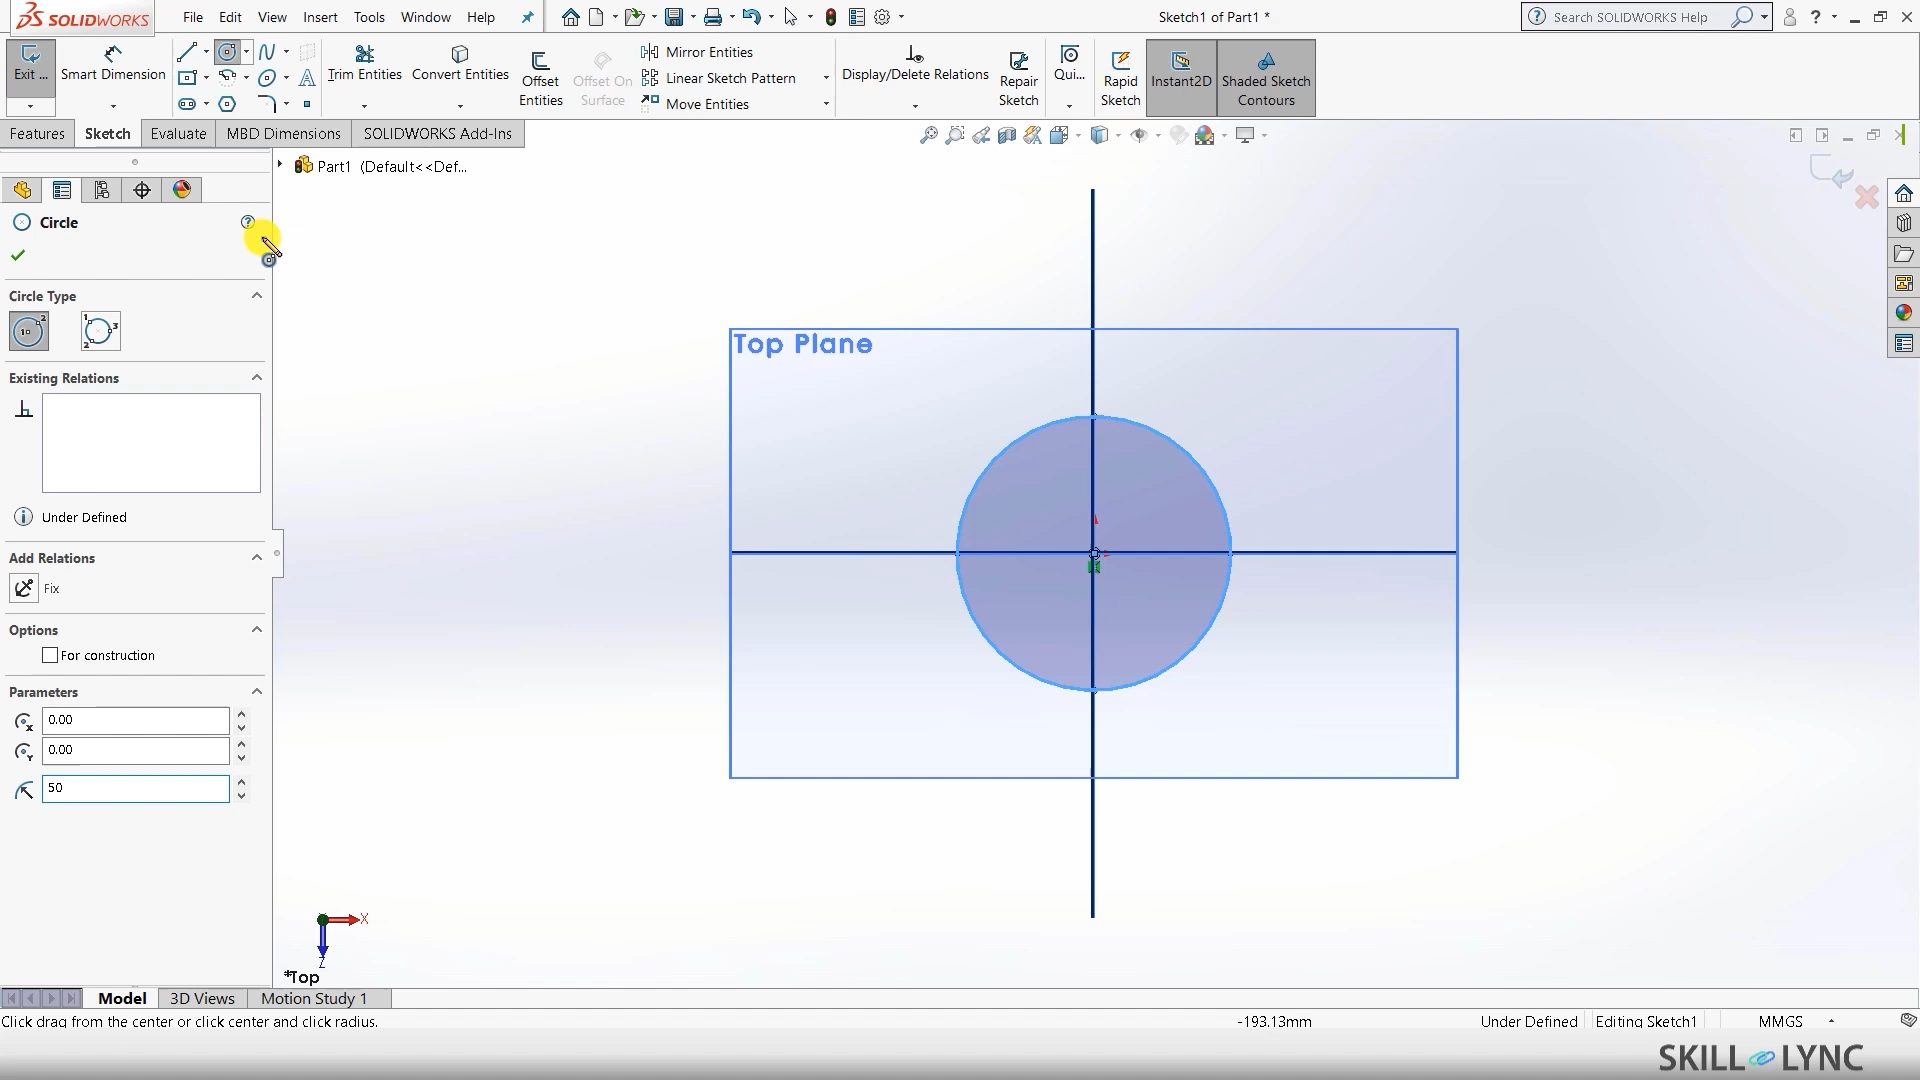 SOLIDWORKS
File Edit View Insert Tools Window Help
Sketch1 of Part1 *
Search SOLIDWORKS Help
Exit ...
Smart Dimension
Trim Entities
Convert Entities
Offset Entities
Offset On Surface
Mirror Entities
Linear Sketch Pattern
Move Entities
Display/Delete Relations
Repair Sketch
Qui...
Rapid Sketch
Instant2D
Shaded Sketch Contours
Features Sketch Evaluate MBD Dimensions SOLIDWORKS Add-Ins
Part1 (Default<<Def...
Circle
Circle Type
Existing Relations
Under Defined
Add Relations
Fix
Options
For construction
Parameters
0.00
0.00
50
Top Plane
X
Z
*Top
Model 3D Views Motion Study 1
Click drag from the center or click center and click radius.
-193.13mm
Under Defined
Editing Sketch1
MMGS
SKILL LYNC